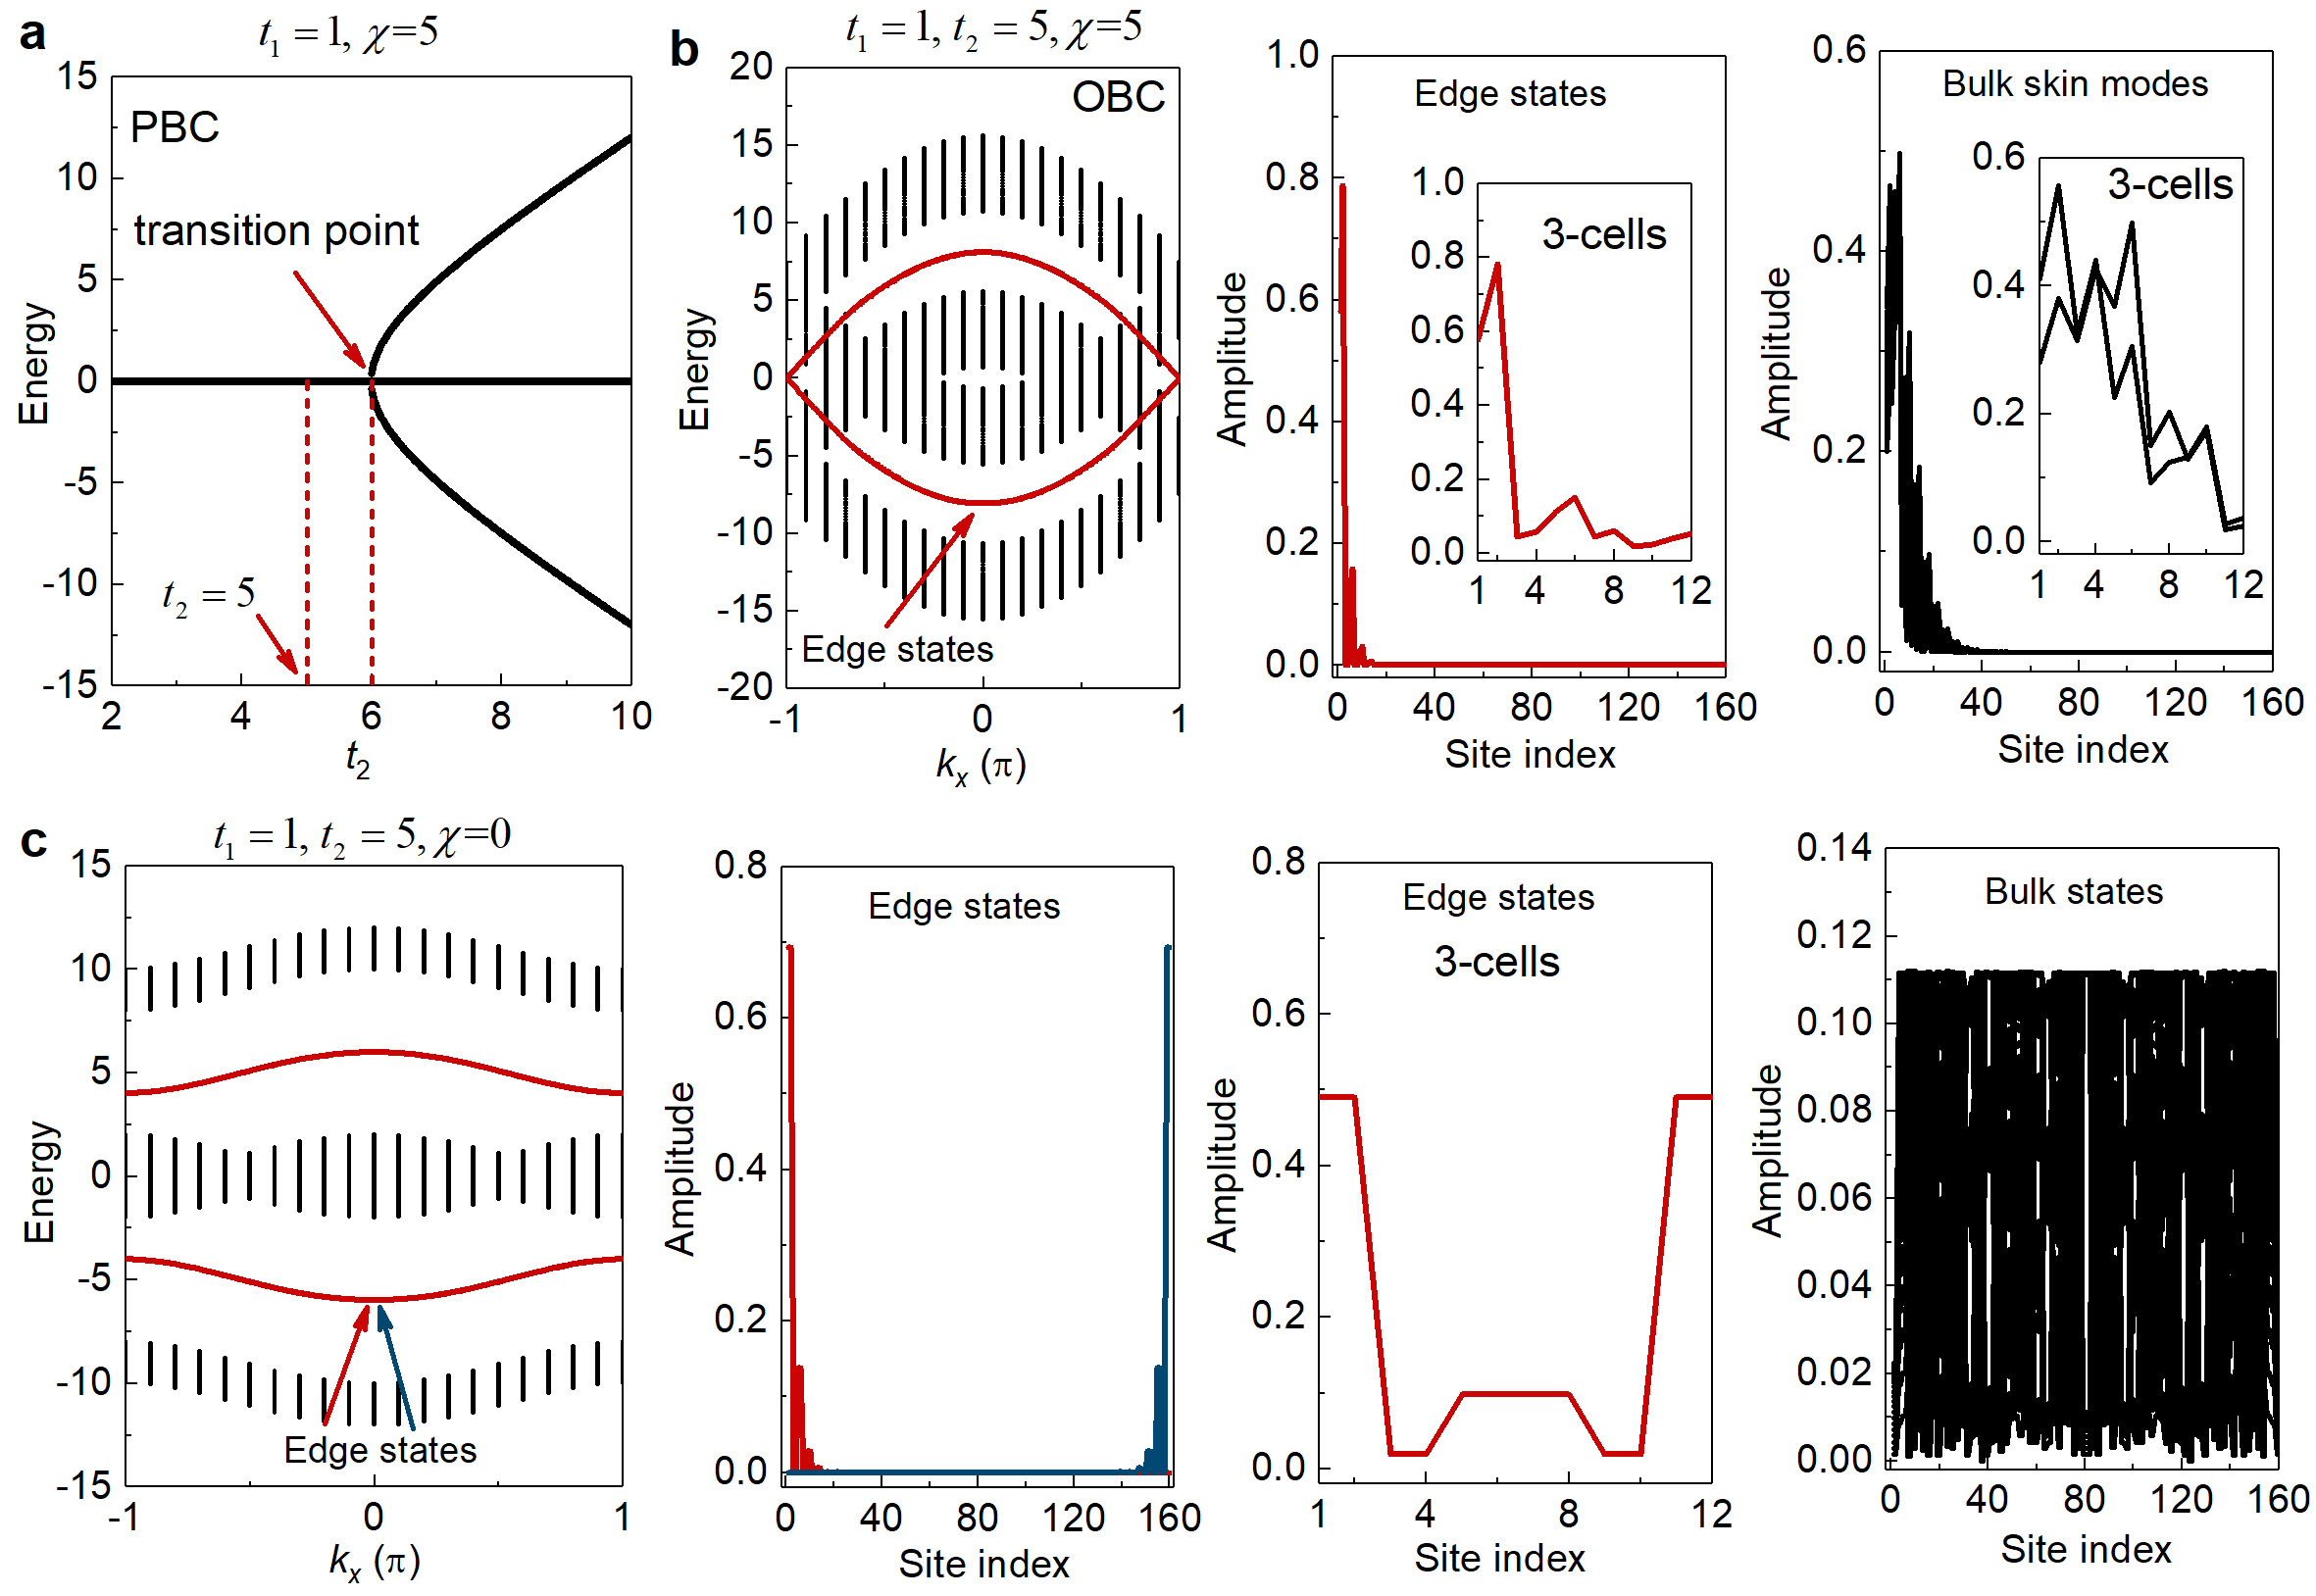 a
t₁ = 1, χ=5
15
10
5
0
-5
-10
-15
Energy
PBC
transition point
t₂ = 5
2
4
6
8
10
t₂
b
t₁ = 1, t₂ = 5, χ=5
20
15
10
5
0
-5
-10
-15
-20
Energy
OBC
Edge states
-1
0
1
kₓ (π)
1.0
0.8
0.6
0.4
0.2
0.0
Amplitude
Edge states
1.0
0.8
0.6
0.4
0.2
0.0
3-cells
1
4
8
12
0
40
80
120
160
Site index
0.6
0.4
0.2
0.0
Amplitude
Bulk skin modes
0.6
0.4
0.2
0.0
3-cells
1
4
8
12
0
40
80
120
160
Site index
c
t₁ = 1, t₂ = 5, χ=0
15
10
5
0
-5
-10
-15
Energy
Edge states
-1
0
1
kₓ (π)
0.8
0.6
0.4
0.2
0.0
Amplitude
Edge states
0
40
80
120
160
Site index
0.8
0.6
0.4
0.2
0.0
Amplitude
Edge states
3-cells
1
4
8
12
Site index
0.14
0.12
0.10
0.08
0.06
0.04
0.02
0.00
Amplitude
Bulk states
0
40
80
120
160
Site index